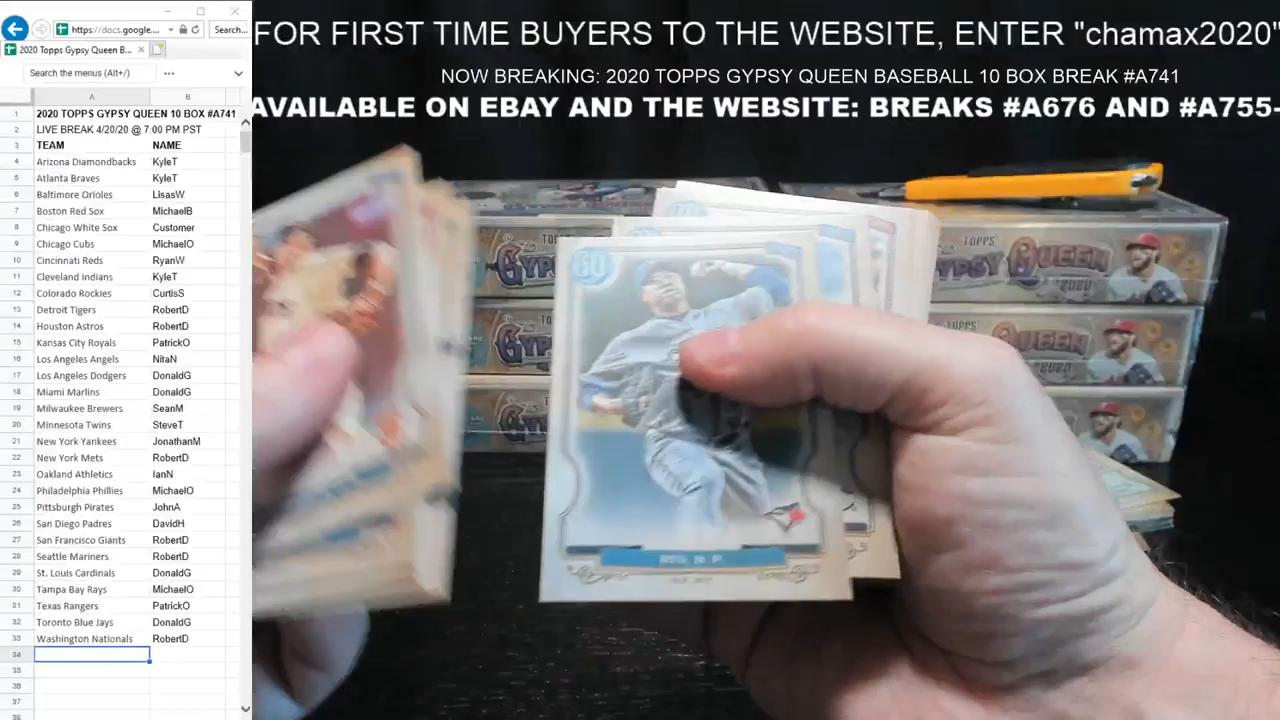 https://docs.google....
Search...
2020 Topps Gypsy Queen B...
Search the menus (Alt+/)
A B
1 2020 TOPPS GYPSY QUEEN 10 BOX #A741
2 LIVE BREAK 4/20/20 @ 7:00 PM PST
3 TEAM NAME
4 Arizona Diamondbacks KyleT
5 Atlanta Braves KyleT
6 Baltimore Orioles LisasW
7 Boston Red Sox MichaelB
8 Chicago White Sox Customer
9 Chicago Cubs MichaelO
10 Cincinnati Reds RyanW
11 Cleveland Indians KyleT
12 Colorado Rockies CurtisS
13 Detroit Tigers RobertD
14 Houston Astros RobertD
15 Kansas City Royals PatrickO
16 Los Angeles Angels NitaN
17 Los Angeles Dodgers DonaldG
18 Miami Marlins DonaldG
19 Milwaukee Brewers SeanM
20 Minnesota Twins SteveT
21 New York Yankees JonathanM
22 New York Mets RobertD
23 Oakland Athletics IanN
24 Philadelphia Phillies MichaelO
25 Pittsburgh Pirates JohnA
26 San Diego Padres DavidH
27 San Francisco Giants RobertD
28 Seattle Mariners RobertD
29 St. Louis Cardinals DonaldG
30 Tampa Bay Rays MichaelO
31 Texas Rangers PatrickO
32 Toronto Blue Jays DonaldG
33 Washington Nationals RobertD
34
35
36
37
FOR FIRST TIME BUYERS TO THE WEBSITE, ENTER "chamax2020"
NOW BREAKING: 2020 TOPPS GYPSY QUEEN BASEBALL 10 BOX BREAK #A741
AVAILABLE ON EBAY AND THE WEBSITE: BREAKS #A676 AND #A755-
TOPPS
GYPSY QUEEN
2020
TOPPS
GYPSY QUEEN
2020
GQ